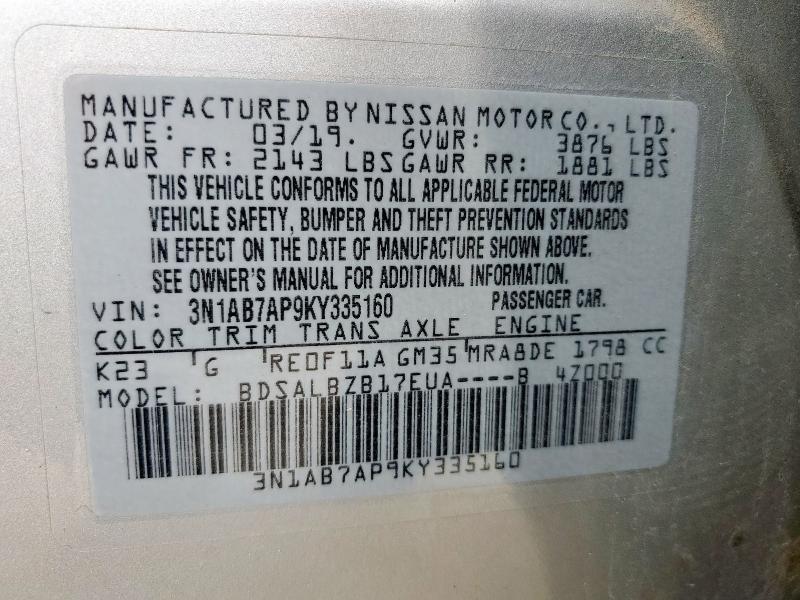 MANUFACTURED BY NISSAN MOTOR CO., LTD.
DATE: 03/19. GVWR: 3876 LBS
GAWR FR: 2143 LBS GAWR RR: 1881 LBS
THIS VEHICLE CONFORMS TO ALL APPLICABLE FEDERAL MOTOR
VEHICLE SAFETY, BUMPER AND THEFT PREVENTION STANDARDS
IN EFFECT ON THE DATE OF MANUFACTURE SHOWN ABOVE.
SEE OWNER'S MANUAL FOR ADDITIONAL INFORMATION.
VIN: 3N1AB7AP9KY335160 PASSENGER CAR.
COLOR TRIM TRANS AXLE ENGINE
K23 G RE0F11A GM35 MRA8DE 1798 CC
MODEL: BDSALBZB17EUA----B 4Z000
3N1AB7AP9KY335160